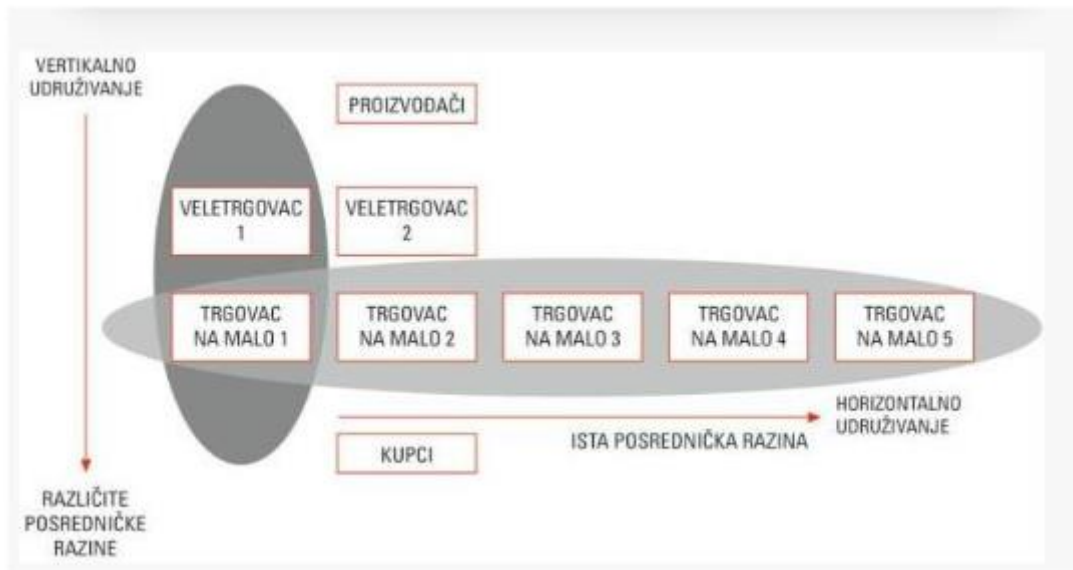 VERTIKALNO
UDRUŽIVANJE
PROIZVOĐAČI
VELETRGOVAC
1
VELETRGOVAC
2
TRGOVAC
NA MALO 1
TRGOVAC
NA MALO 2
TRGOVAC
NA MALO 3
TRGOVAC
NA MALO 4
TRGOVAC
NA MALO 5
HORIZONTALNO
UDRUŽIVANJE
ISTA POSREDNIČKA RAZINA
KUPCI
RAZLIČITE
POSREDNIČKE
RAZINE